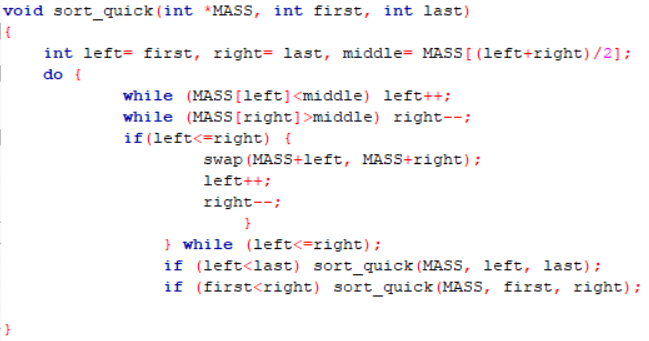 void sort_quick(int *MASS, int first, int last)
{
int left= first, right= last, middle= MASS[(left+right)/2];
do {
while (MASS[left]<middle) left++;
while (MASS[right]>middle) right--;
if(left<=right) {
swap(MASS+left, MASS+right);
left++;
right--;
}
} while (left<=right);
if (left<last) sort_quick(MASS, left, last);
if (first<right) sort_quick(MASS, first, right);
}